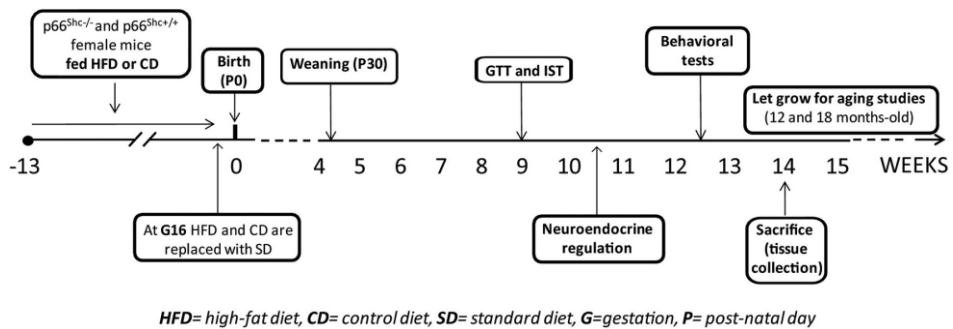 p66Shc-/- and p66Shc+/+
female mice
fed HFD or CD
Birth
(P0)
Weaning (P30)
GTT and IST
Behavioral
tests
Let grow for aging studies
(12 and 18 months-old)
-13 0 4 5 6 7 8 9 10 11 12 13 14 15 WEEKS
At G16 HFD and CD are
replaced with SD
Neuroendocrine
regulation
Sacrifice
(tissue
collection)
HFD= high-fat diet, CD= control diet, SD= standard diet, G=gestation, P= post-natal day